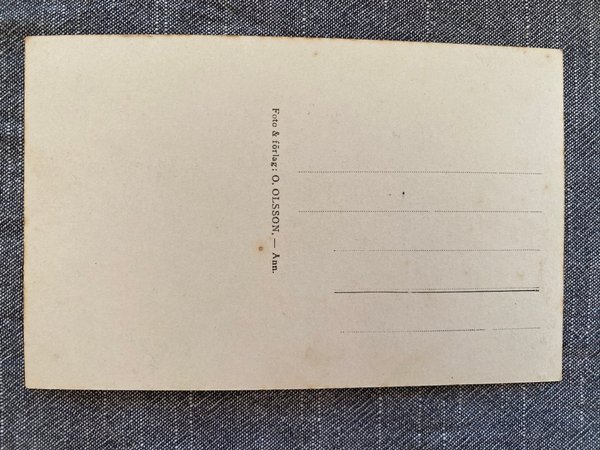 Foto & förlag: O. OLSSON, — Ånn.